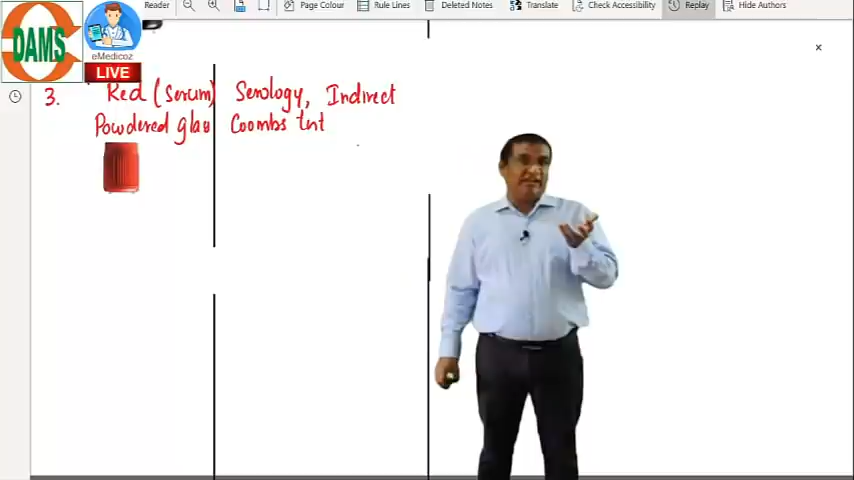 Reader
Page Colour
Rule Lines
Deleted Notes
Translate
Check Accessibility
Replay
Hide Authors
DAMS
eMedicoz
LIVE
3. Red (Serum) Serology, Indirect
Powdered glass Coombs test